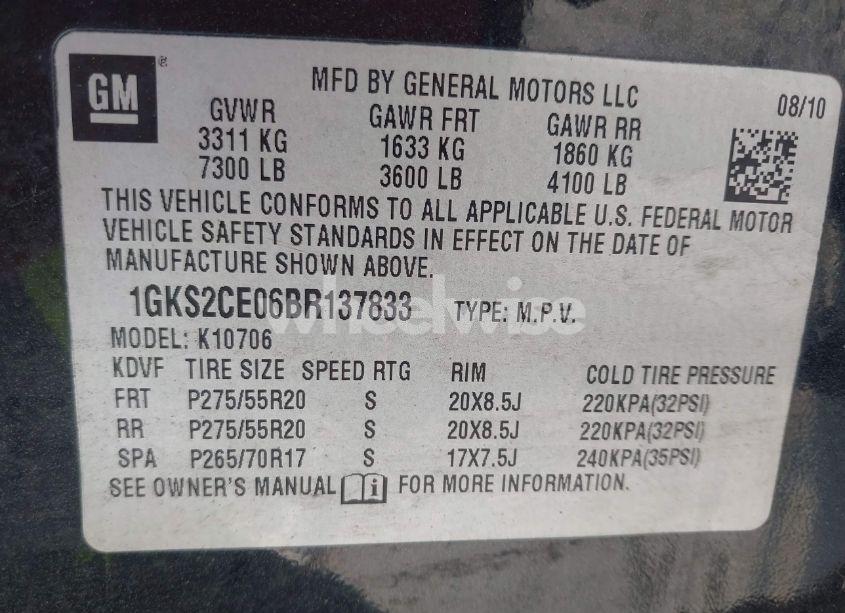 GM®
MFD BY GENERAL MOTORS LLC
08/10
GVWR GAWR FRT GAWR RR
3311 KG 1633 KG 1860 KG
7300 LB 3600 LB 4100 LB
THIS VEHICLE CONFORMS TO ALL APPLICABLE U.S. FEDERAL MOTOR
VEHICLE SAFETY STANDARDS IN EFFECT ON THE DATE OF
MANUFACTURE SHOWN ABOVE.
1GKS2CE06BR137833 TYPE: M.P.V.
wheelwise
MODEL: K10706
KDVF TIRE SIZE SPEED RTG RIM COLD TIRE PRESSURE
FRT P275/55R20 S 20X8.5J 220KPA(32PSI)
RR P275/55R20 S 20X8.5J 220KPA(32PSI)
SPA P265/70R17 S 17X7.5J 240KPA(35PSI)
SEE OWNER'S MANUAL i FOR MORE INFORMATION.